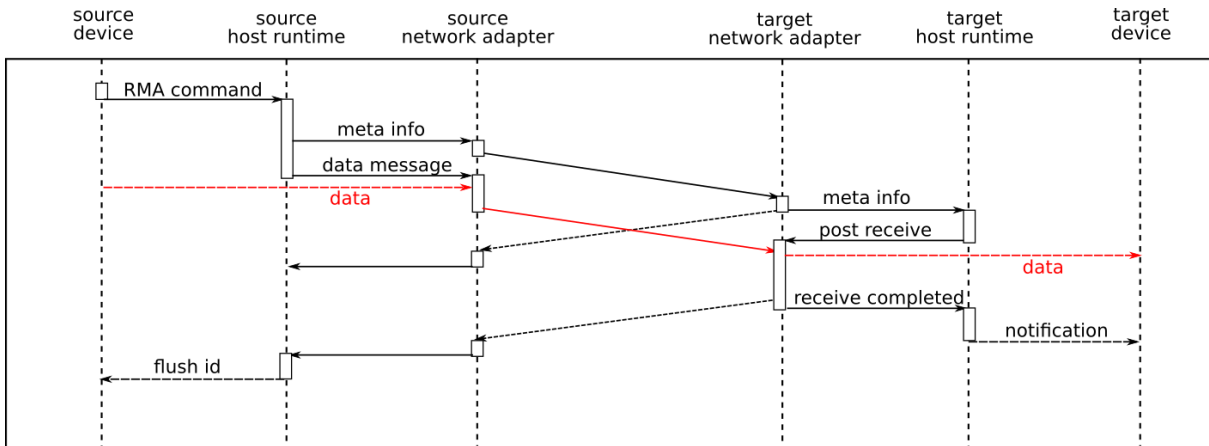 source
device
source
host runtime
source
network adapter
target
network adapter
target
host runtime
target
device
RMA command
meta info
data message
data
meta info
post receive
data
receive completed
notification
flush id